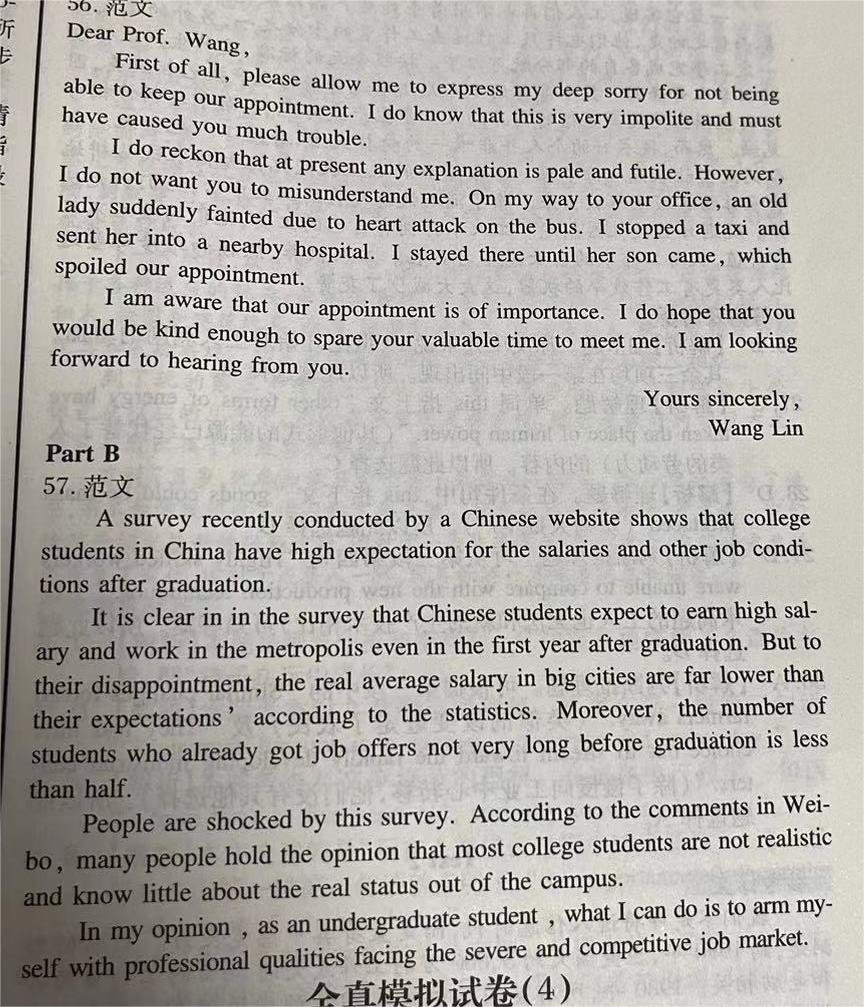 56. 范文
Dear Prof. Wang,
First of all, please allow me to express my deep sorry for not being
able to keep our appointment. I do know that this is very impolite and must
have caused you much trouble.
I do reckon that at present any explanation is pale and futile. However,
I do not want you to misunderstand me. On my way to your office, an old
lady suddenly fainted due to heart attack on the bus. I stopped a taxi and
sent her into a nearby hospital. I stayed there until her son came, which
spoiled our appointment.
I am aware that our appointment is of importance. I do hope that you
would be kind enough to spare your valuable time to meet me. I am looking
forward to hearing from you.
Yours sincerely,
Wang Lin
Part B
57. 范文
A survey recently conducted by a Chinese website shows that college
students in China have high expectation for the salaries and other job condi-
tions after graduation.
It is clear in in the survey that Chinese students expect to earn high sal-
ary and work in the metropolis even in the first year after graduation. But to
their disappointment, the real average salary in big cities are far lower than
their expectations’ according to the statistics. Moreover, the number of
students who already got job offers not very long before graduation is less
than half.
People are shocked by this survey. According to the comments in Wei-
bo, many people hold the opinion that most college students are not realistic
and know little about the real status out of the campus.
In my opinion , as an undergraduate student , what I can do is to arm my-
self with professional qualities facing the severe and competitive job market.
全真模拟试卷(4)